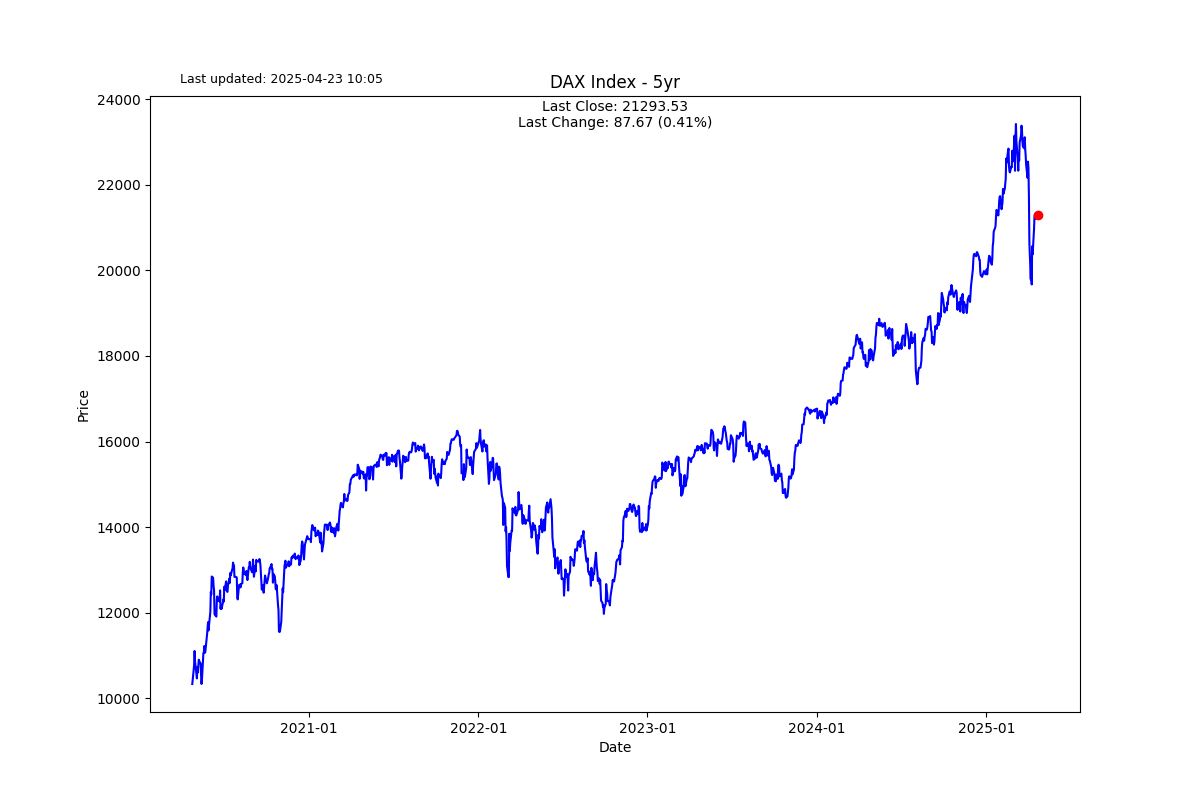 Last updated: 2025-04-23 10:05
DAX Index - 5yr
Last Close: 21293.53
Last Change: 87.67 (0.41%)
24000
22000
20000
18000
16000
14000
12000
10000
Price
2021-01
2022-01
2023-01
2024-01
2025-01
Date